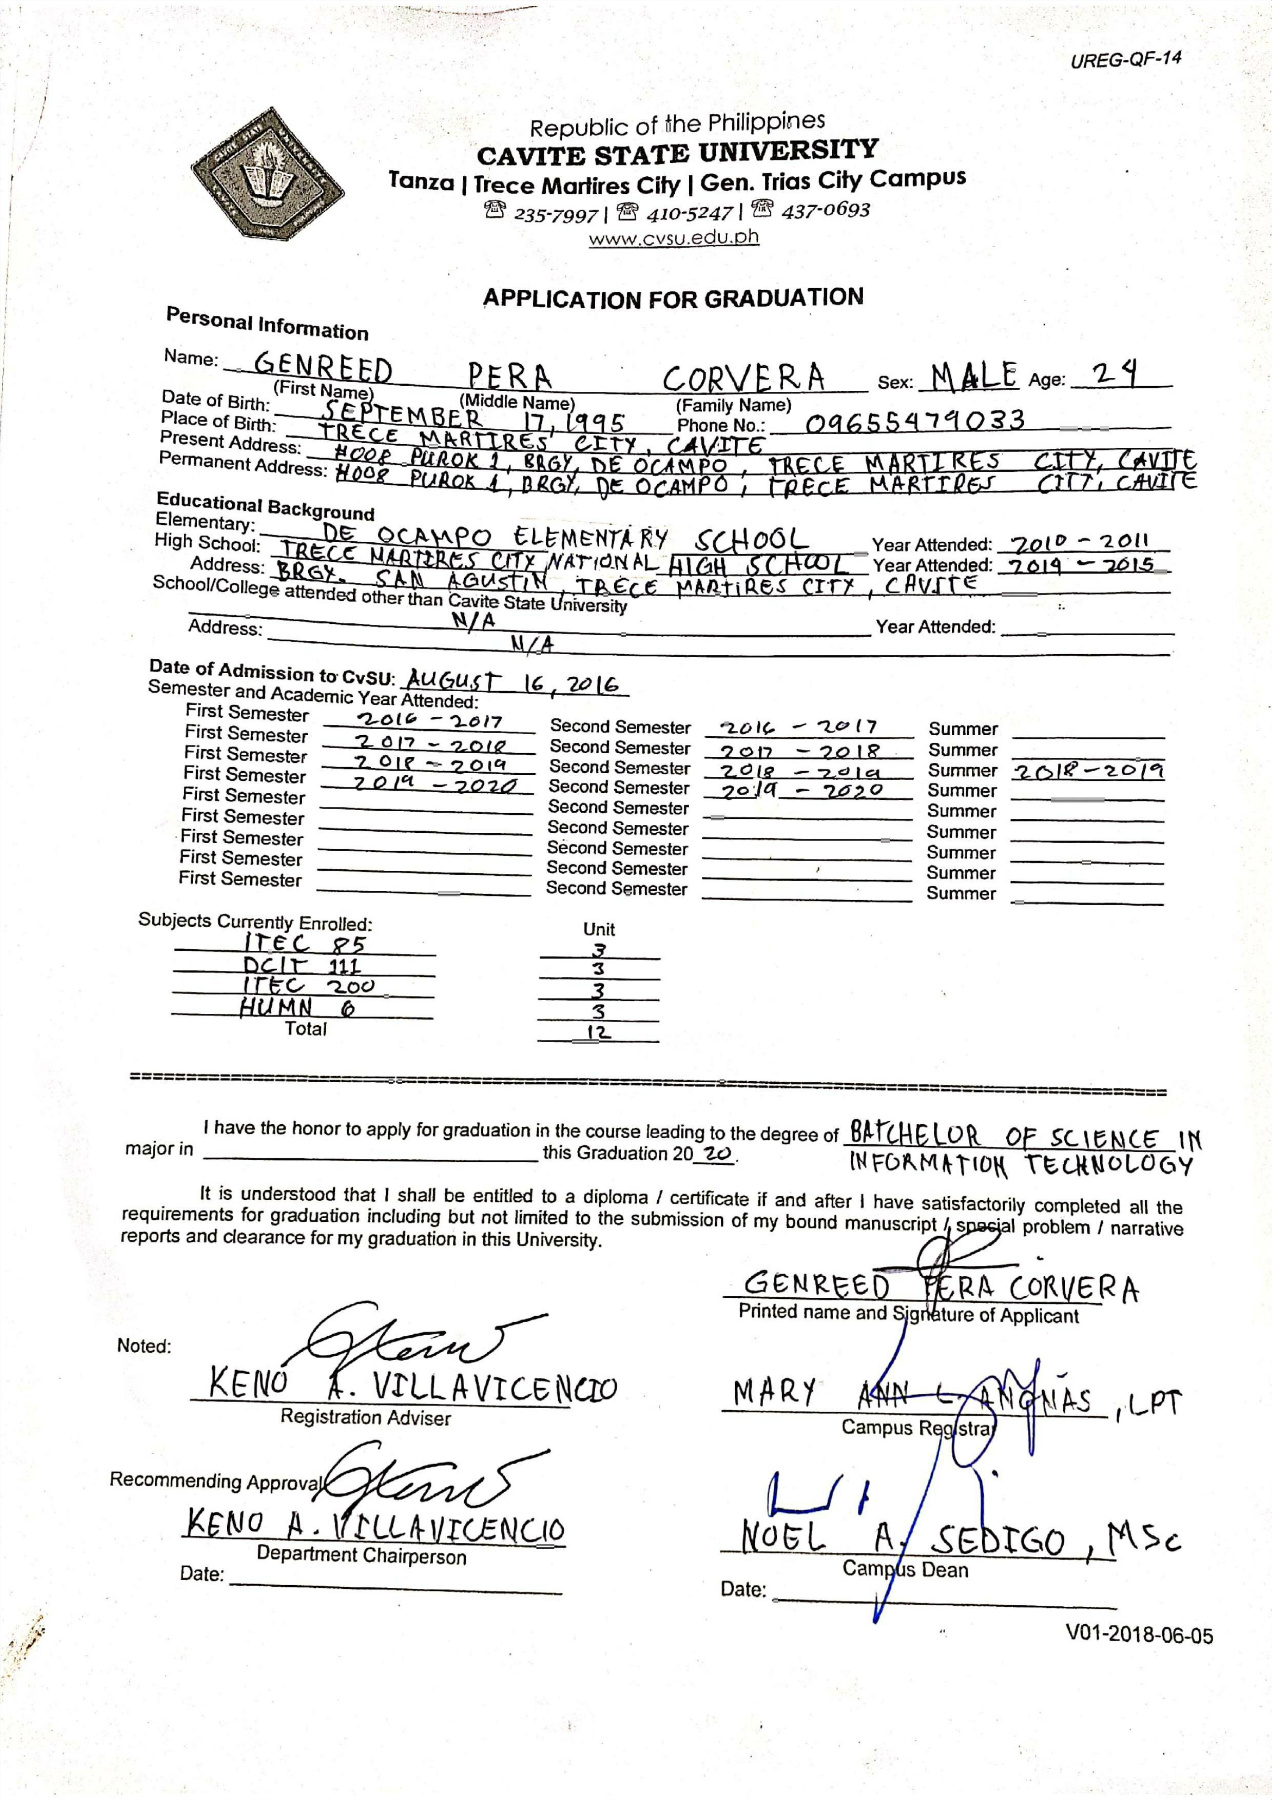 UREG-QF-14
Republic of the Philippines
CAVITE STATE UNIVERSITY
Tanza | Trece Martires City | Gen. Trias City Campus
☎ 235-7997 | ☎ 410-5247 | ☎ 437-0693
www.cvsu.edu.ph
APPLICATION FOR GRADUATION
Personal Information
Name: GENREED PERA CORVERA Sex: MALE Age: 24
(First Name) (Middle Name) (Family Name)
Date of Birth: SEPTEMBER 17, 1995 Phone No.: 09655479033
Place of Birth: TRECE MARTIRES CITY, CAVITE
Present Address: #008 PUROK 1, BRGY, DE OCAMPO, TRECE MARTIRES CITY, CAVITE
Permanent Address: #008 PUROK 1, BRGY, DE OCAMPO, TRECE MARTIRES CITY, CAVITE
Educational Background
Elementary: DE OCAMPO ELEMENTARY SCHOOL Year Attended: 2010 - 2011
High School: TRECE MARTIRES CITY NATIONAL HIGH SCHOOL Year Attended: 2014 - 2015
Address: BRGY. SAN AGUSTIN, TRECE MARTIRES CITY, CAVITE
School/College attended other than Cavite State University
N/A Year Attended:
Address: N/A
Date of Admission to CvSU: AUGUST 16, 2016
Semester and Academic Year Attended:
First Semester 2016 - 2017 Second Semester 2016 - 2017 Summer
First Semester 2017 - 2018 Second Semester 2017 - 2018 Summer
First Semester 2018 - 2019 Second Semester 2018 - 2019 Summer 2018 - 2019
First Semester 2019 - 2020 Second Semester 2019 - 2020 Summer
First Semester Second Semester Summer
First Semester Second Semester Summer
First Semester Second Semester Summer
First Semester Second Semester Summer
First Semester Second Semester Summer
Subjects Currently Enrolled: Unit
ITEC 85 3
DCIT 111 3
ITEC 200 3
HUMN 6 3
Total 12
I have the honor to apply for graduation in the course leading to the degree of BATCHELOR OF SCIENCE IN
major in this Graduation 20 20. INFORMATION TECHNOLOGY
It is understood that I shall be entitled to a diploma / certificate if and after I have satisfactorily completed all the
requirements for graduation including but not limited to the submission of my bound manuscript / special problem / narrative
reports and clearance for my graduation in this University.
GENREED PERA CORVERA
Printed name and Signature of Applicant
Noted:
KENO A. VILLAVICENCIO MARY ANN L. ANGNAS, LPT
Registration Adviser Campus Registrar
Recommending Approval
KENO A. VILLAVICENCIO NOEL A. SEDIGO, MSc
Department Chairperson Campus Dean
Date: Date:
V01-2018-06-05